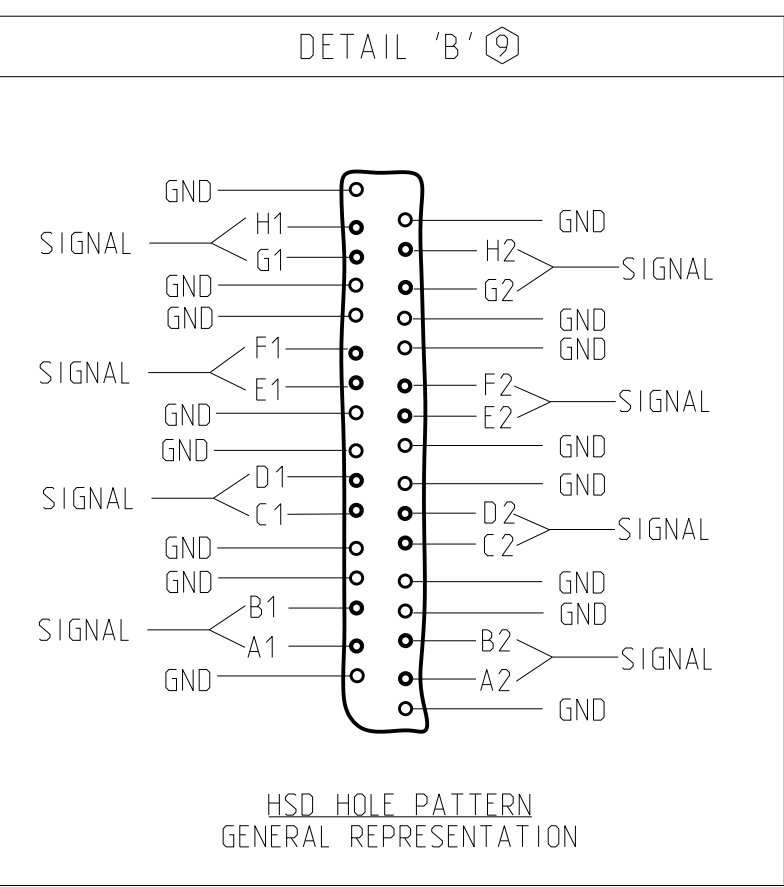 DETAIL 'B' 9
GND
GND
H1
H2
SIGNAL
G1
SIGNAL
G2
GND
GND
GND
GND
F1
SIGNAL
F2
E1
SIGNAL
E2
GND
GND
GND
D1
GND
SIGNAL
C1
D2
SIGNAL
C2
GND
GND
GND
B1
GND
SIGNAL
B2
A1
SIGNAL
GND
A2
GND
HSD HOLE PATTERN
GENERAL REPRESENTATION